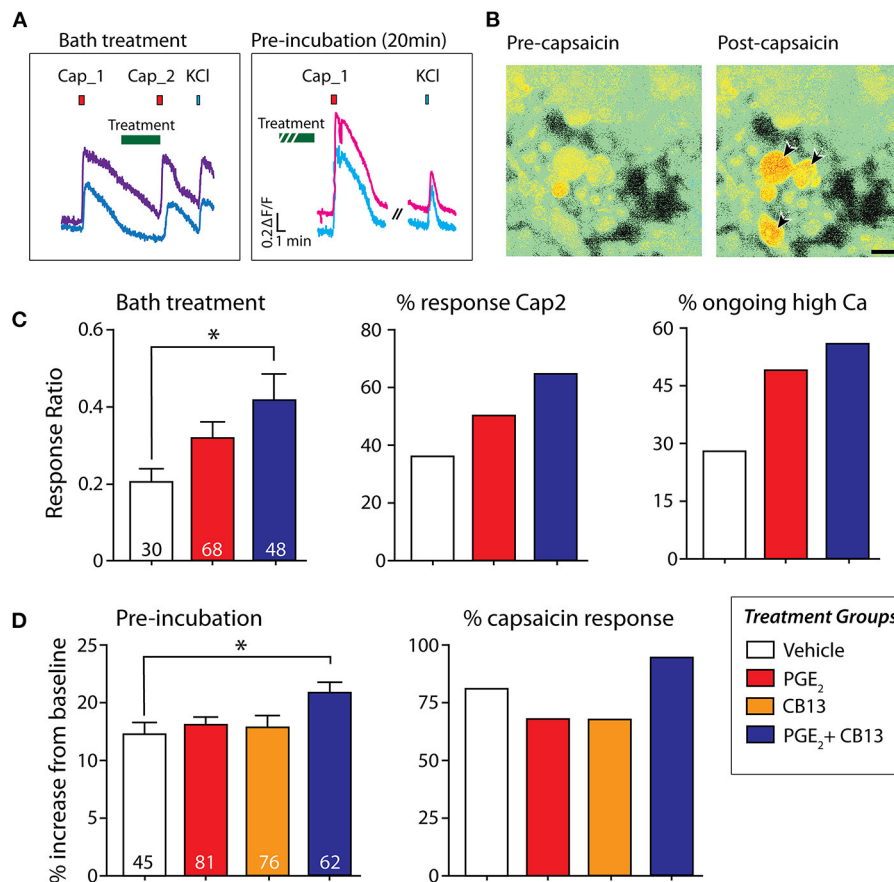 A
Bath treatment
Pre-incubation (20min)
Cap_1
Cap_2
KCl
Treatment
Cap_1
KCl
Treatment
0.2ΔF/F
1 min
//
B
Pre-capsaicin
Post-capsaicin
C
Bath treatment
Response Ratio
0.6
0.4
0.2
0
*
30
68
48
% response Cap2
80
60
40
20
0
% ongoing high Ca
60
45
30
15
0
D
Pre-incubation
% increase from baseline
25
20
10
5
0
*
45
81
76
62
% capsaicin response
100
75
50
25
0
Treatment Groups
Vehicle
PGE₂
CB13
PGE₂+ CB13